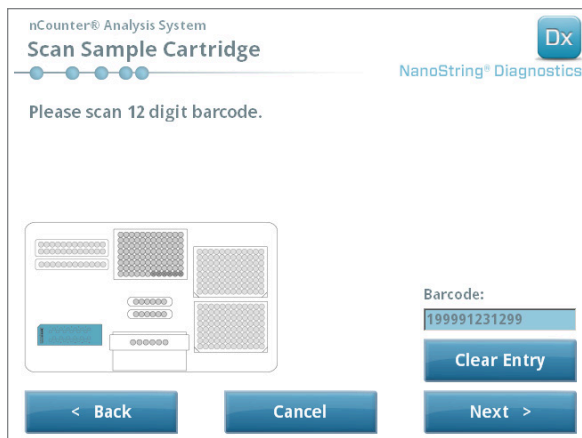 nCounter® Analysis System
Scan Sample Cartridge
Dx
NanoString® Diagnostics
Please scan 12 digit barcode.
Barcode:
199991231299
Clear Entry
< Back
Cancel
Next >